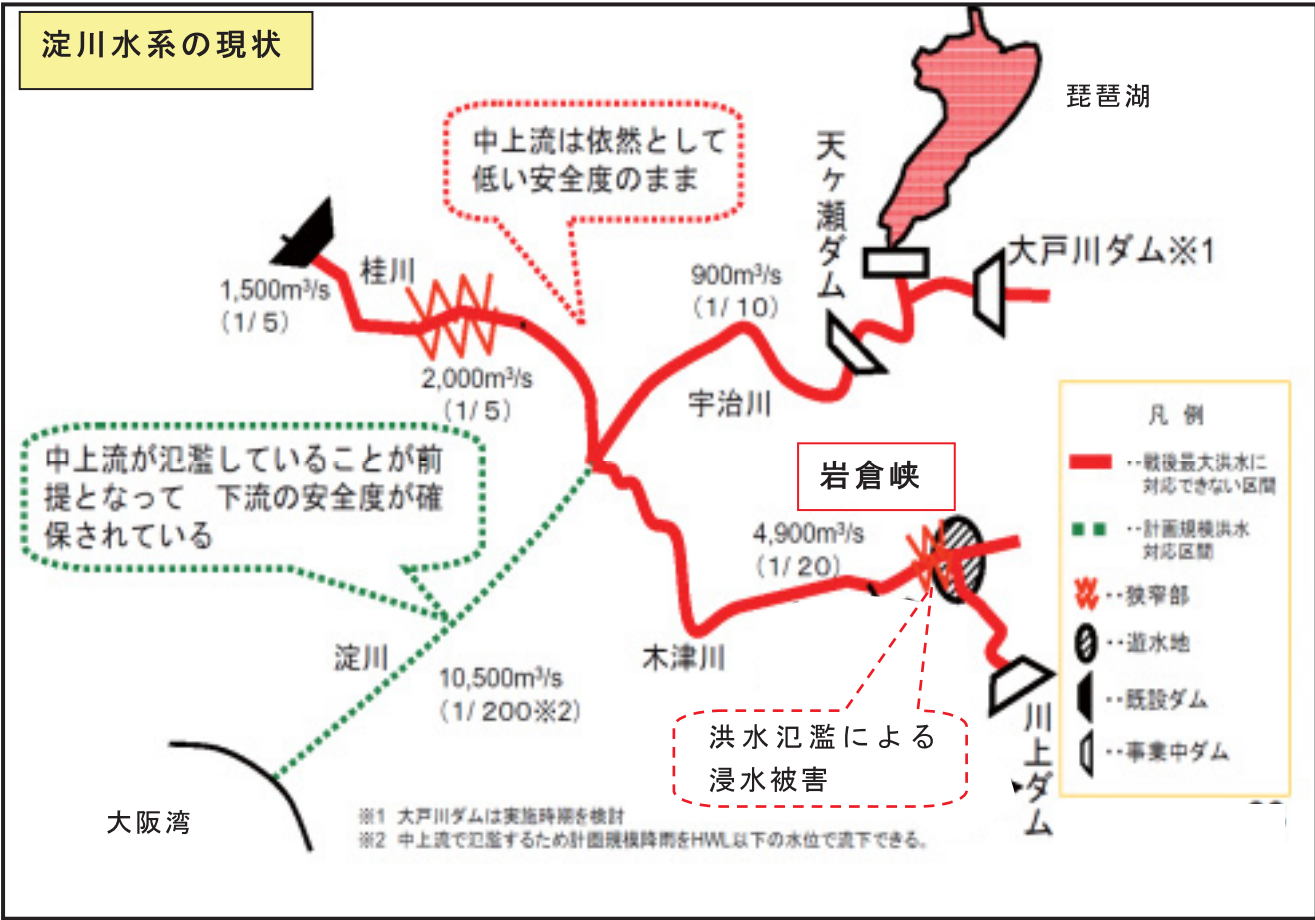 淀川水系の現状
琵琶湖
中上流は依然として
低い安全度のまま
天ヶ瀬ダム
大戸川ダム※1
桂川
1,500m³/s
（1/ 5）
900m³/s
（1/ 10）
2,000m³/s
（1/ 5）
宇治川
中上流が氾濫していることが前
提となって　下流の安全度が確
保されている
岩倉峡
4,900m³/s
（1/ 20）
凡 例
‥戦後最大洪水に
対応できない区間
‥計画規模洪水
対応区間
‥狭窄部
‥遊水地
‥既設ダム
‥事業中ダム
淀川
木津川
10,500m³/s
（1/ 200※2）
洪水氾濫による
浸水被害
川上ダム
大阪湾
※1 大戸川ダムは実施時期を検討
※2 中上流で氾濫するため計画規模降雨をHWL以下の水位で流下できる。